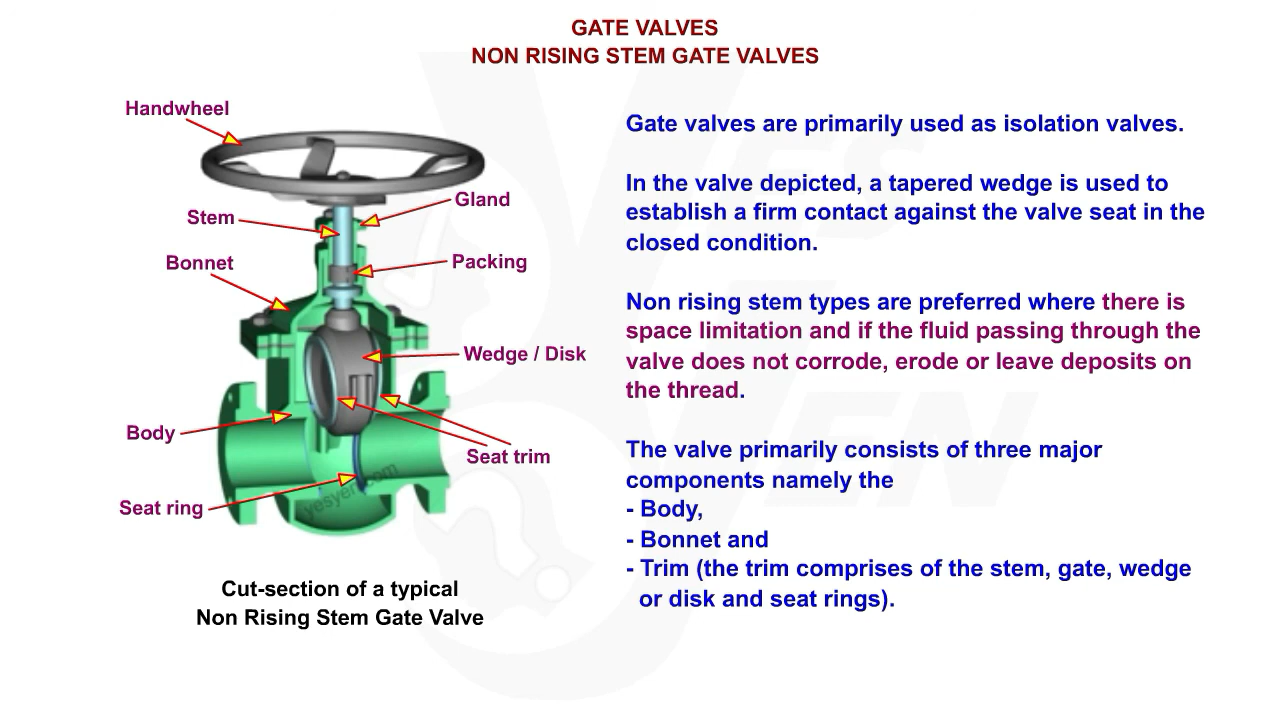 GATE VALVES
NON RISING STEM GATE VALVES
Handwheel
Gland
Stem
Bonnet
Packing
Wedge / Disk
Body
Seat trim
Seat ring
yesyen.com
Cut-section of a typical
Non Rising Stem Gate Valve
Gate valves are primarily used as isolation valves.
In the valve depicted, a tapered wedge is used to
establish a firm contact against the valve seat in the
closed condition.
Non rising stem types are preferred where there is
space limitation and if the fluid passing through the
valve does not corrode, erode or leave deposits on
the thread.
The valve primarily consists of three major
components namely the
- Body,
- Bonnet and
- Trim (the trim comprises of the stem, gate, wedge
or disk and seat rings).
YES
YEN